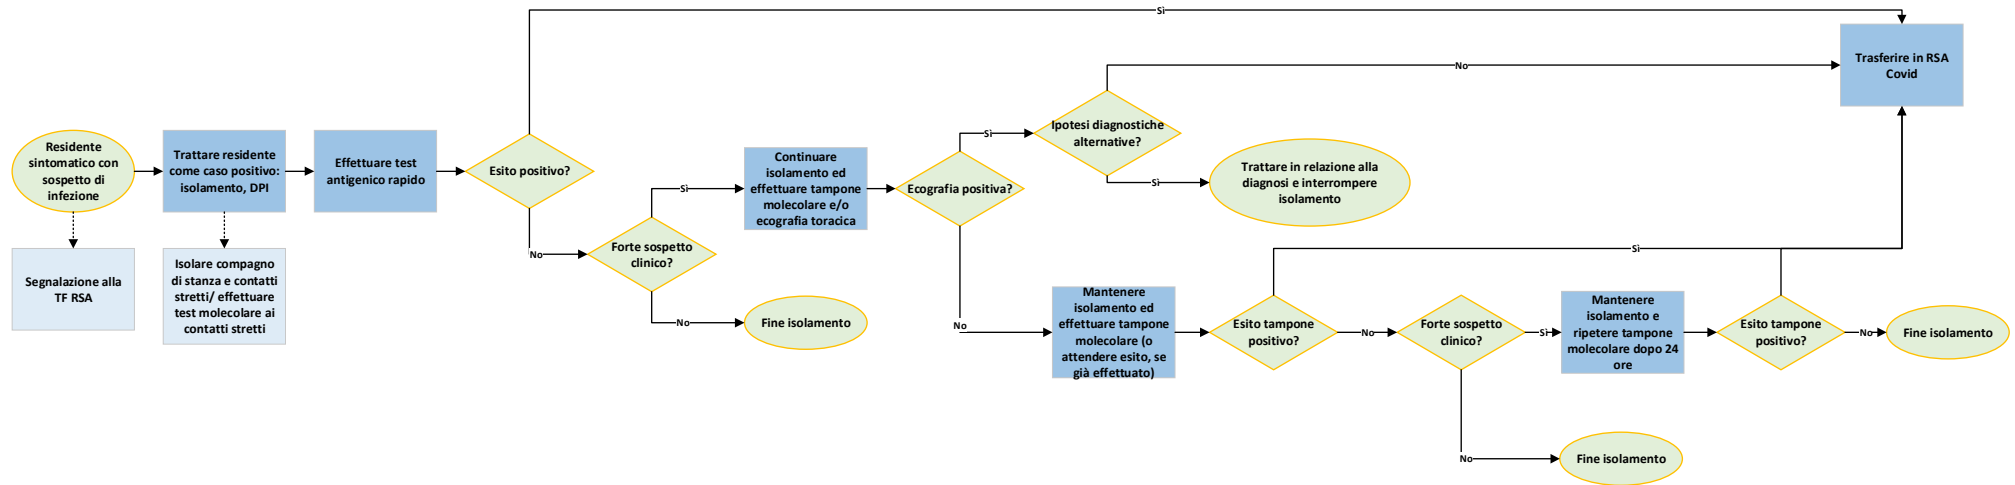 Sì
Trasferire in RSA
Covid
No
Ipotesi diagnostiche
alternative?
Residente
sintomatico con
sospetto di
infezione
Trattare residente
come caso positivo:
isolamento, DPI
Effettuare test
antigenico rapido
Esito positivo?
Continuare
isolamento ed
effettuare tampone
molecolare e/o
ecografia toracica
Sì
Ecografia positiva?
Sì
Sì
Trattare in relazione alla
diagnosi e interrompere
isolamento
No
Forte sospetto
clinico?
Sì
Segnalazione alla
TF RSA
Isolare compagno
di stanza e contatti
stretti/ effettuare
test molecolare ai
contatti stretti
No
Fine isolamento
No
Mantenere
isolamento ed
effettuare tampone
molecolare (o
attendere esito, se
già effettuato)
Esito tampone
positivo?
No
Forte sospetto
clinico?
Sì
Mantenere
isolamento e
ripetere tampone
molecolare dopo 24
ore
Esito tampone
positivo?
No
Fine isolamento
No
Fine isolamento